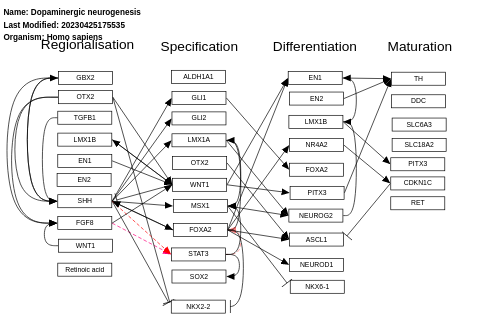 Name: Dopaminergic neurogenesis
Last Modified: 20230425175535
Organism: Homo sapiens
Regionalisation
Specification
Differentiation
Maturation
GBX2
OTX2
TGFB1
LMX1B
EN1
EN2
SHH
FGF8
WNT1
Retinoic acid
ALDH1A1
GLI1
GLI2
LMX1A
OTX2
WNT1
MSX1
FOXA2
STAT3
SOX2
NKX2-2
EN1
EN2
LMX1B
NR4A2
FOXA2
PITX3
NEUROG2
ASCL1
NEUROD1
NKX6-1
TH
DDC
SLC6A3
SLC18A2
PITX3
CDKN1C
RET